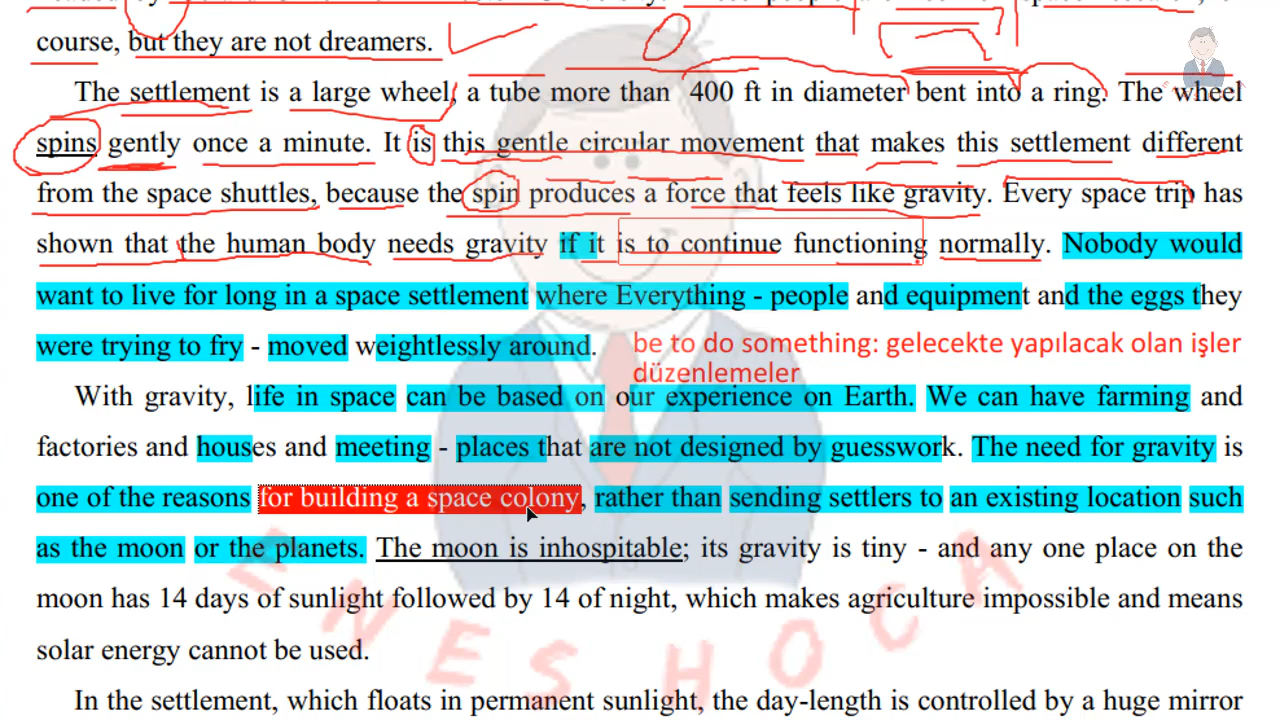 course, but they are not dreamers.
The settlement is a large wheel, a tube more than 400 ft in diameter bent into a ring. The wheel
spins gently once a minute. It is this gentle circular movement that makes this settlement different
from the space shuttles, because the spin produces a force that feels like gravity. Every space trip has
shown that the human body needs gravity if it is to continue functioning normally. Nobody would
want to live for long in a space settlement where Everything - people and equipment and the eggs they
were trying to fry - moved weightlessly around.
be to do something: gelecekte yapılacak olan işler
düzenlemeler
With gravity, life in space can be based on our experience on Earth. We can have farming and
factories and houses and meeting - places that are not designed by guesswork. The need for gravity is
one of the reasons for building a space colony, rather than sending settlers to an existing location such
as the moon or the planets. The moon is inhospitable; its gravity is tiny - and any one place on the
moon has 14 days of sunlight followed by 14 of night, which makes agriculture impossible and means
solar energy cannot be used.
In the settlement, which floats in permanent sunlight, the day-length is controlled by a huge mirror
ENES HOCA